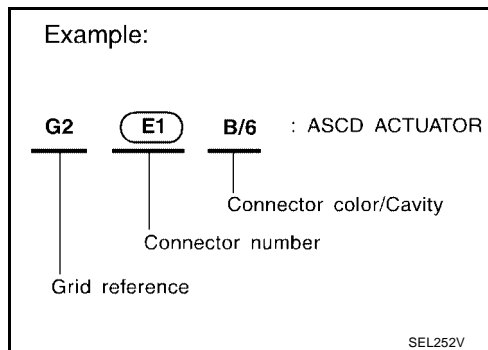 Example:
G2 E1 B/6 : ASCD ACTUATOR
Connector color/Cavity
Connector number
Grid reference
SEL252V